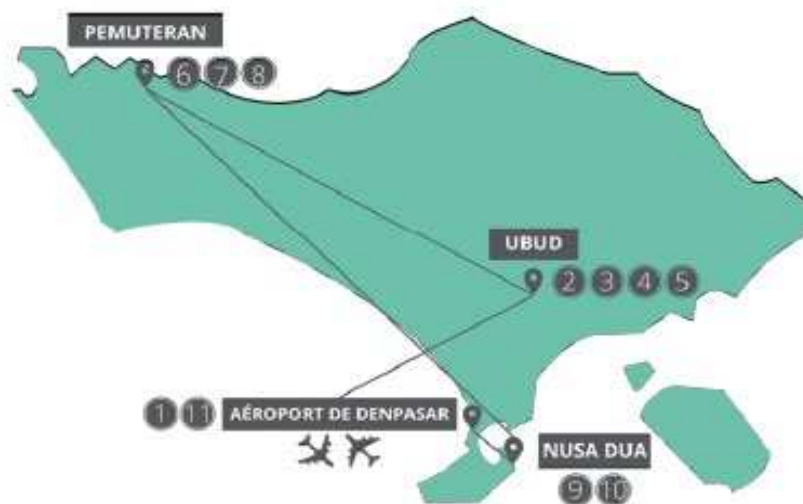 PEMUTERAN
6 7 8
UBUD
2 3 4 5
1 11 AÉROPORT DE DENPASAR
NUSA DUA
9 10